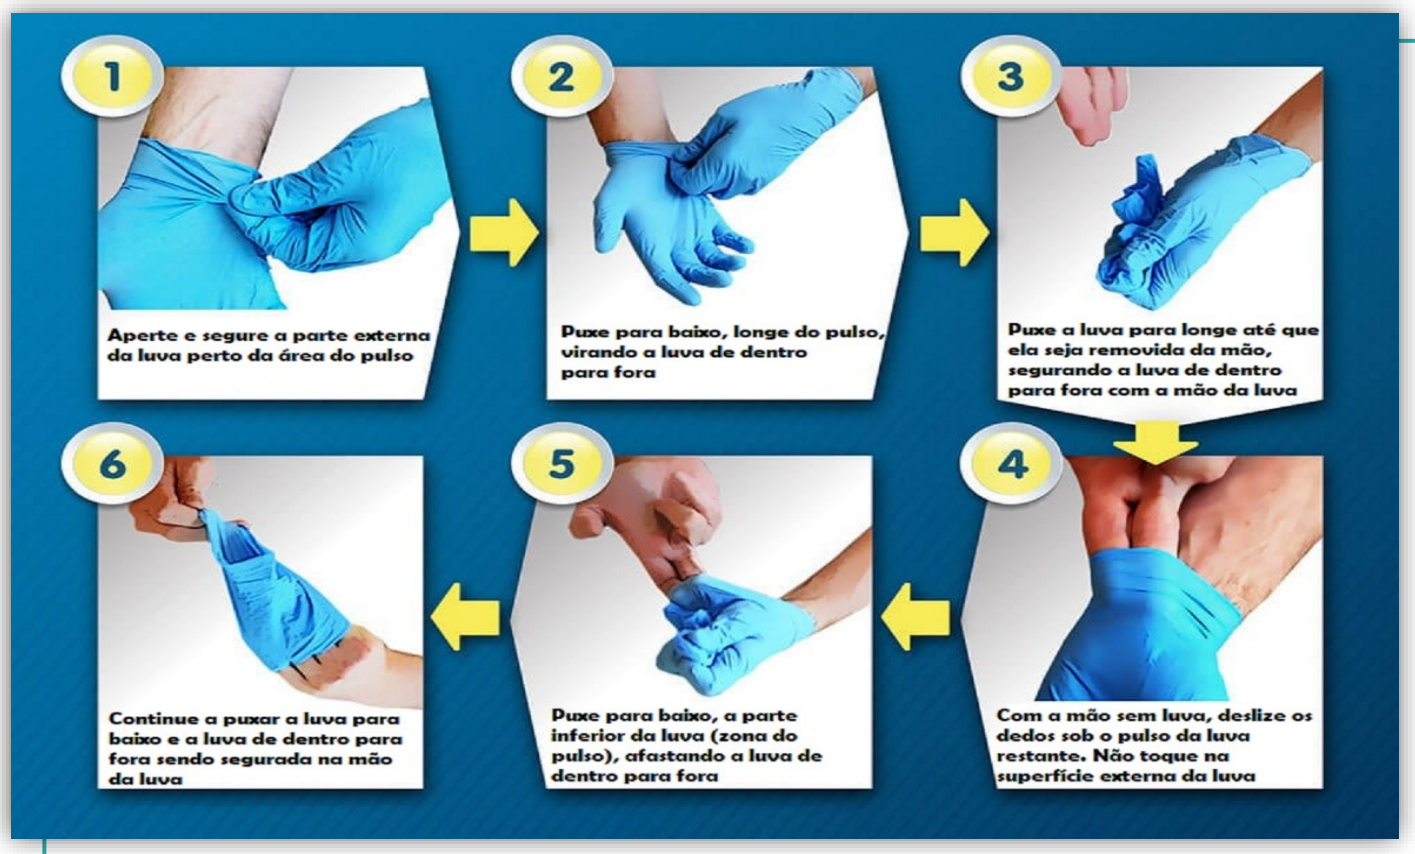 1
Aperte e segure a parte externa
da luva perto da área do pulso
2
Puxe para baixo, longe do pulso,
virando a luva de dentro
para fora
3
Puxe a luva para longe até que
ela seja removida da mão,
segurando a luva de dentro
para fora com a mão da luva
4
Com a mão sem luva, deslize os
dedos sob o pulso da luva
restante. Não toque na
superfície externa da luva
5
Puxe para baixo, a parte
inferior da luva (zona do
pulso), afastando a luva de
dentro para fora
6
Continue a puxar a luva para
baixo e a luva de dentro para
fora sendo segurada na mão
da luva